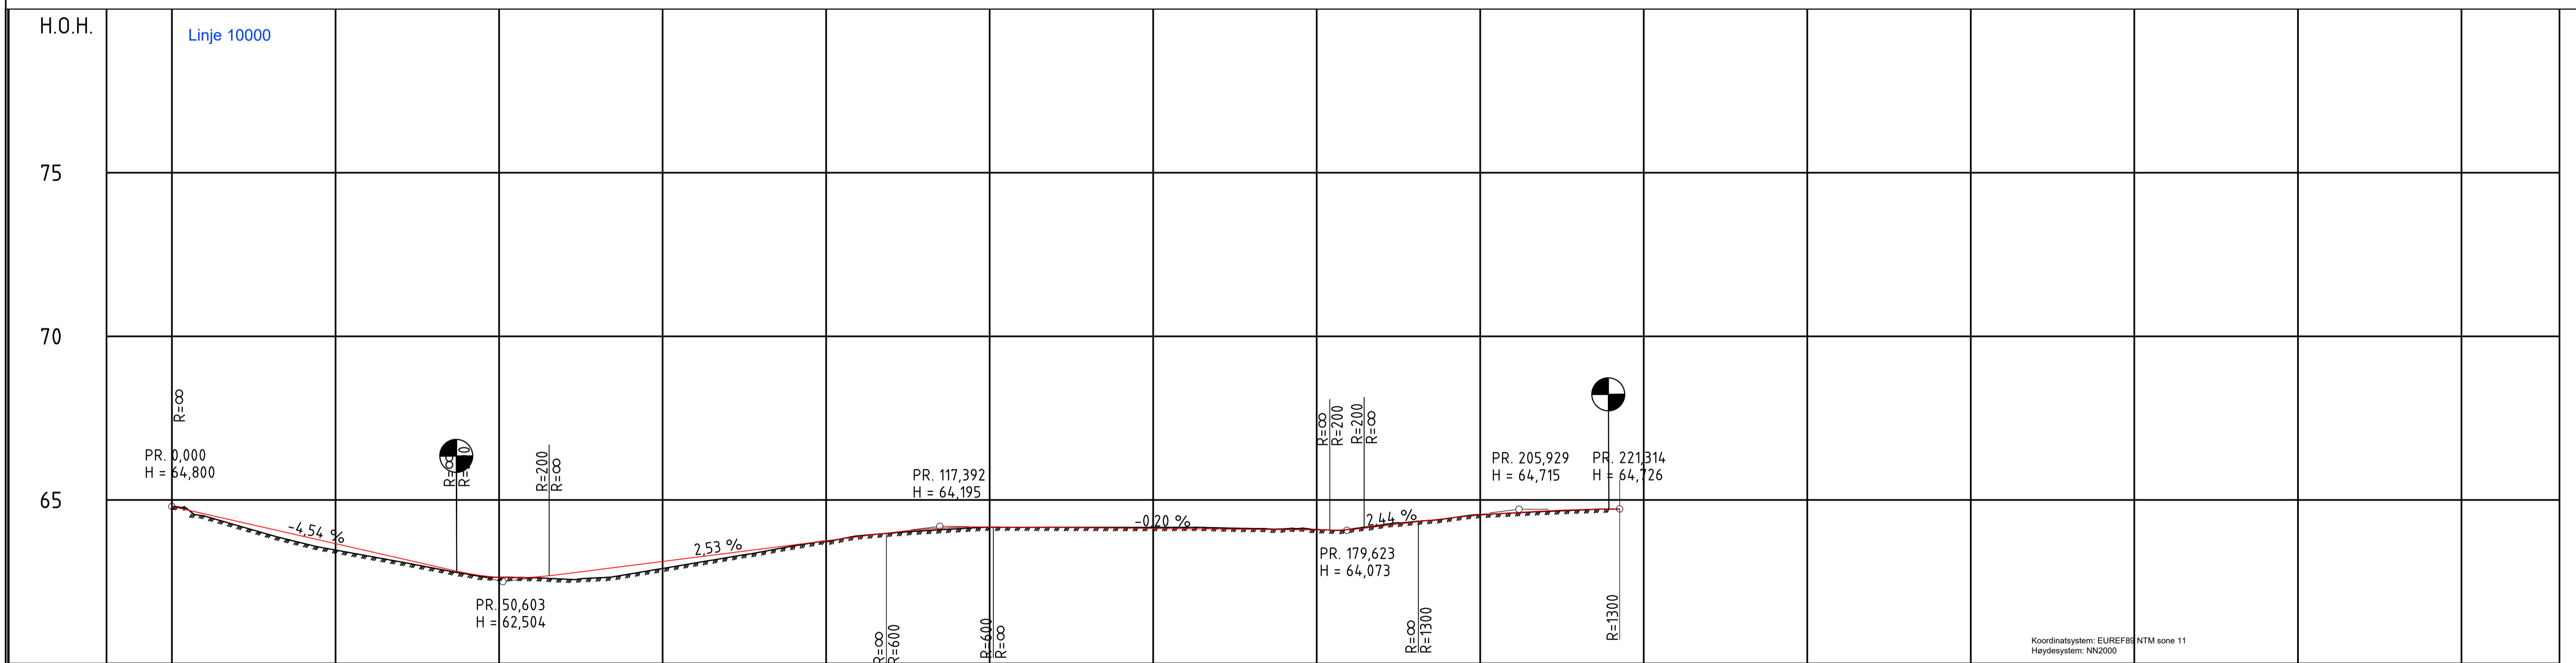 H.O.H.
Linje 10000
75
70
65
R=∞
PR. 0,000
H = 64,800
-4,54 %
R=∞
R=200
R=∞
PR. 50,603
H = 62,504
2,53 %
PR. 117,392
H = 64,195
R=∞
R=600
R=600
R=∞
-0,20 %
R=∞
R=200
R=200
R=∞
PR. 179,623
H = 64,073
2,44 %
R=∞
R=1300
PR. 205,929
H = 64,715
PR. 221,314
H = 64,726
R=1300
Koordinatsystem: EUREF89 NTM sone 11
Høydesystem: NN2000